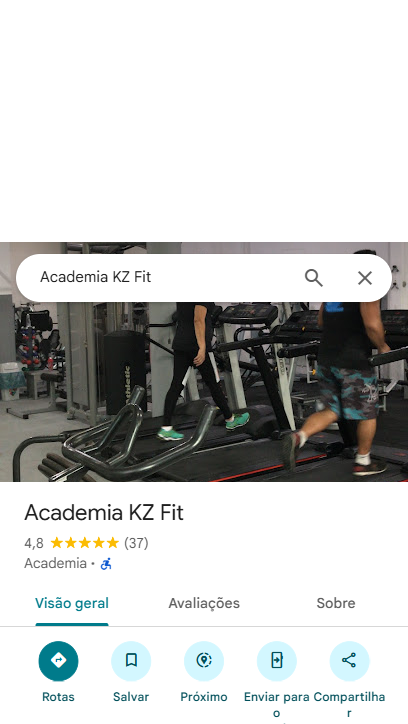 Academia KZ Fit
Athletic
Academia KZ Fit
4,8 (37)
Academia •
Visão geral Avaliações Sobre
Rotas Salvar Próximo Enviar para o Compartilhar